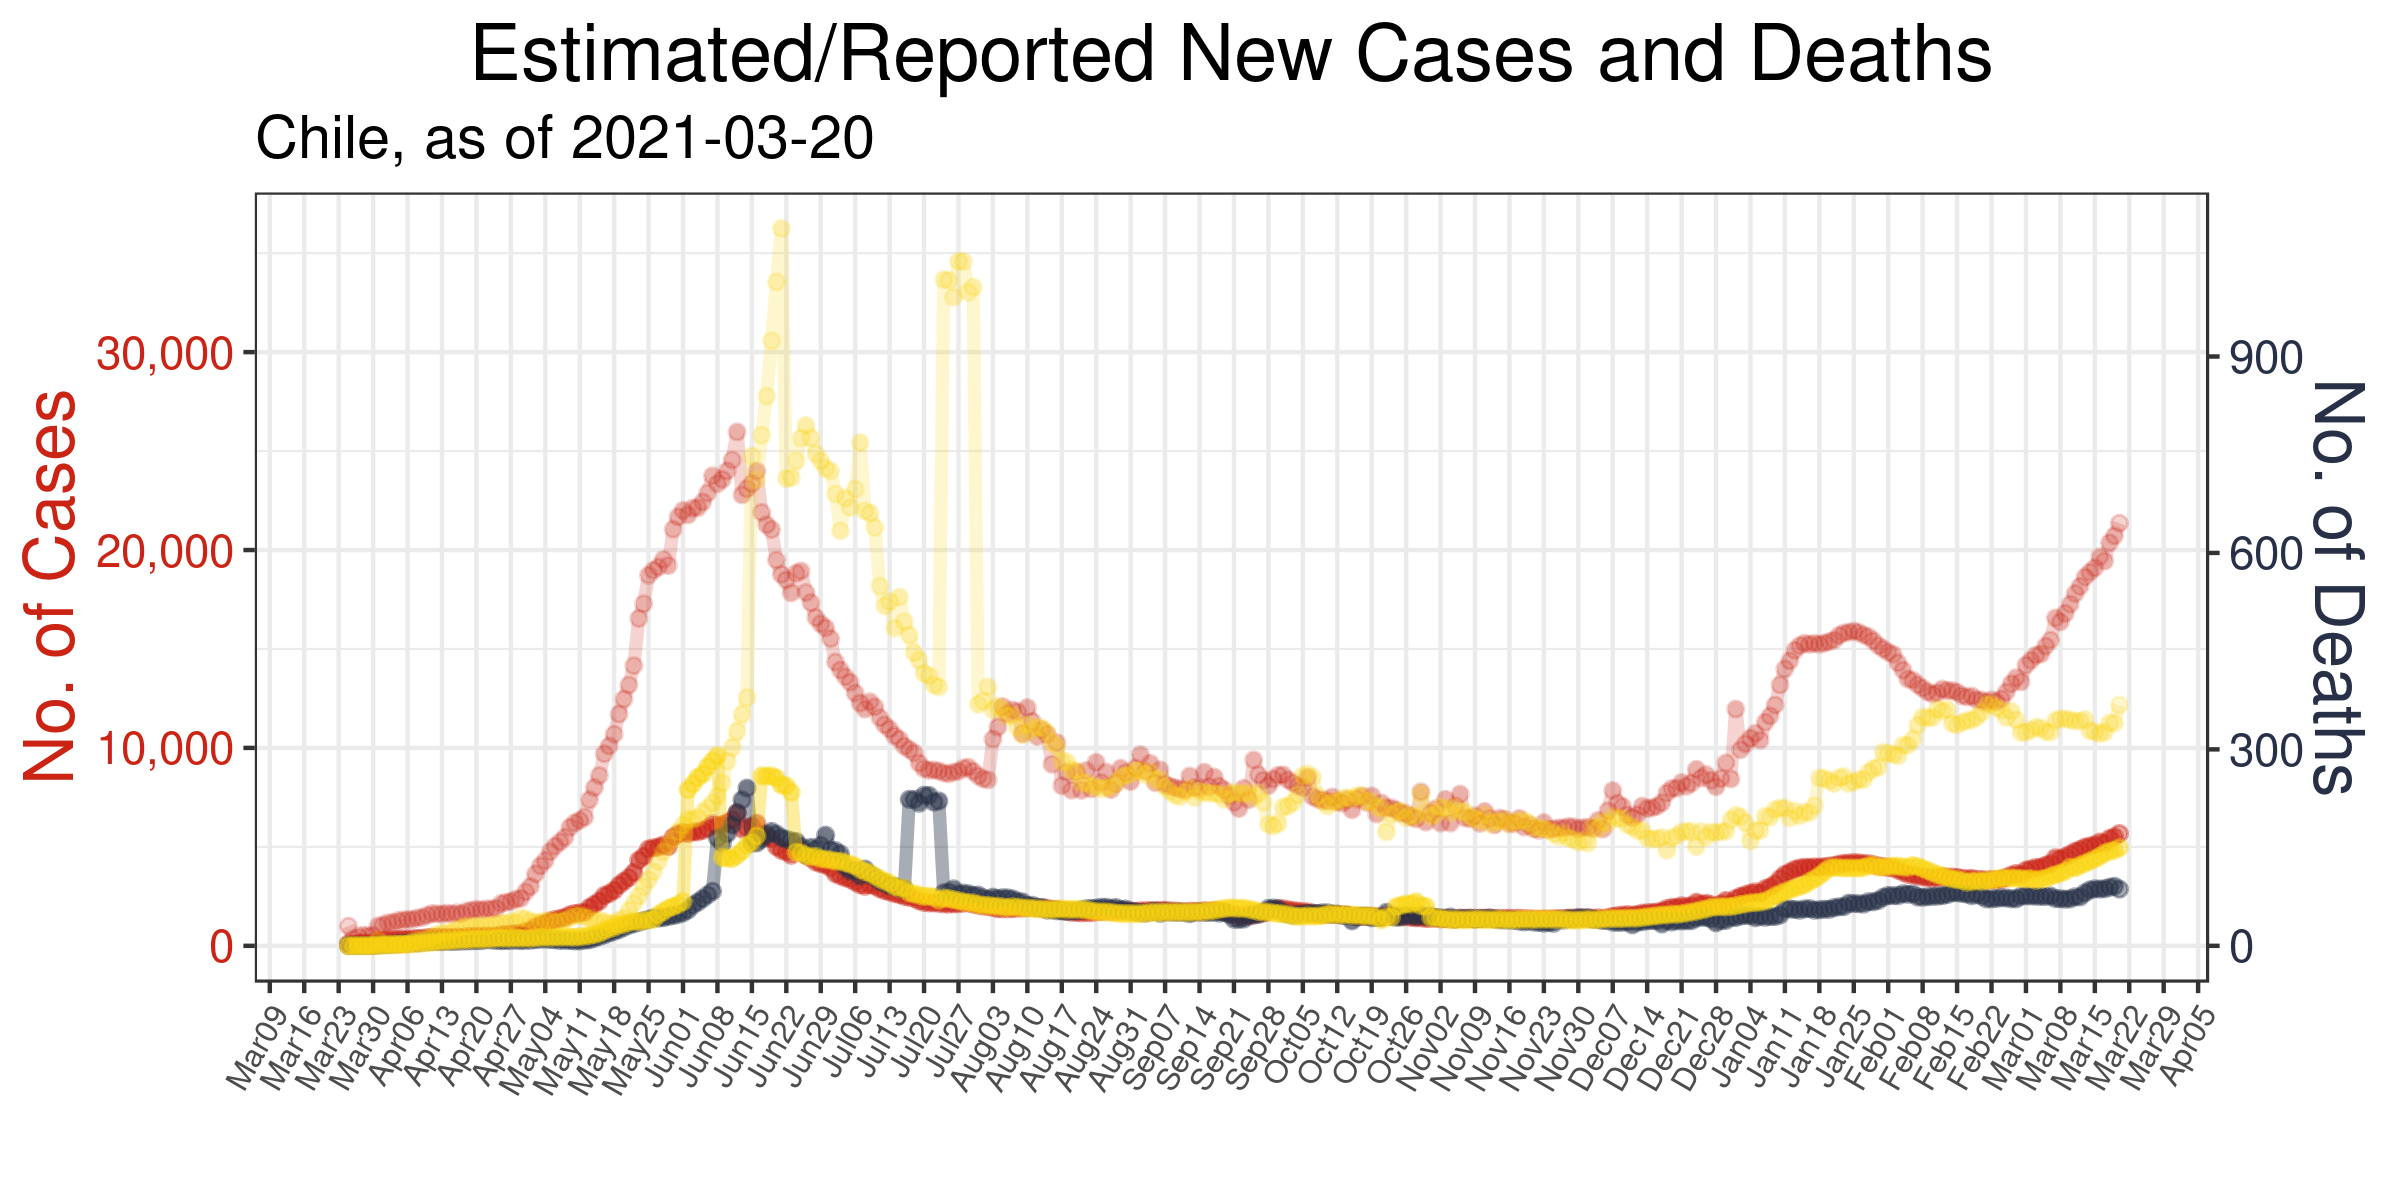 Estimated/Reported New Cases and Deaths
Chile, as of 2021-03-20
No. of Cases
30,000
20,000
10,000
0
900
600
300
0
No. of Deaths
Mar09
Mar16
Mar23
Mar30
Apr06
Apr13
Apr20
Apr27
May04
May11
May18
May25
Jun01
Jun08
Jun15
Jun22
Jun29
Jul06
Jul13
Jul20
Jul27
Aug03
Aug10
Aug17
Aug24
Aug31
Sep07
Sep14
Sep21
Sep28
Oct05
Oct12
Oct19
Oct26
Nov02
Nov09
Nov16
Nov23
Nov30
Dec07
Dec14
Dec21
Dec28
Jan04
Jan11
Jan18
Jan25
Feb01
Feb08
Feb15
Feb22
Mar01
Mar08
Mar15
Mar22
Mar29
Apr05